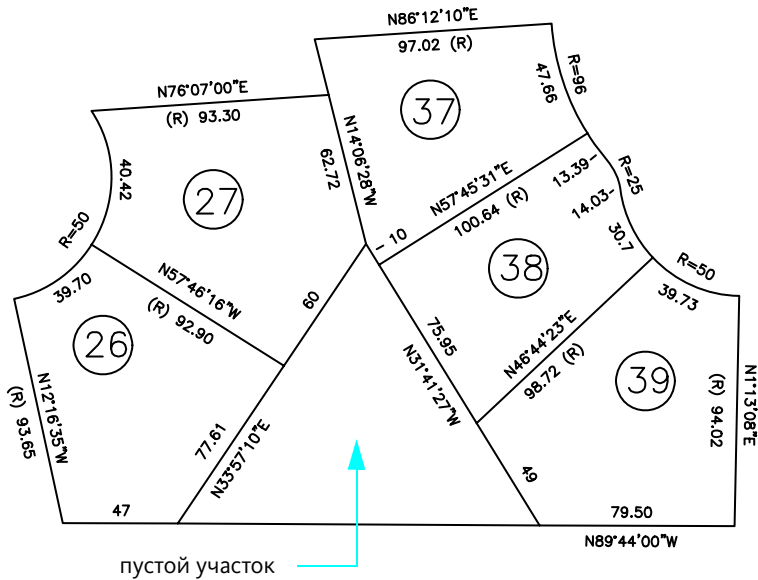 N86°12'10"E
97.02 (R)
R=96
47.66
37
N76°07'00"E
(R) 93.30
N14°06'28"W
62.72
40.42
27
R=50
N57°45'31"E
100.64 (R)
13.39-
R=25
14.03-
30.7
- 10
38
R=50
39.73
39.70
N57°46'16"W
(R) 92.90
60
26
75.95
N31°41'27"W
N46°44'23"E
98.72 (R)
39
N12°16'35"W
(R) 93.65
77.61
N33°57'10"E
N1°13'08"E
(R) 94.02
49
47
79.50
N89°44'00"W
пустой участок